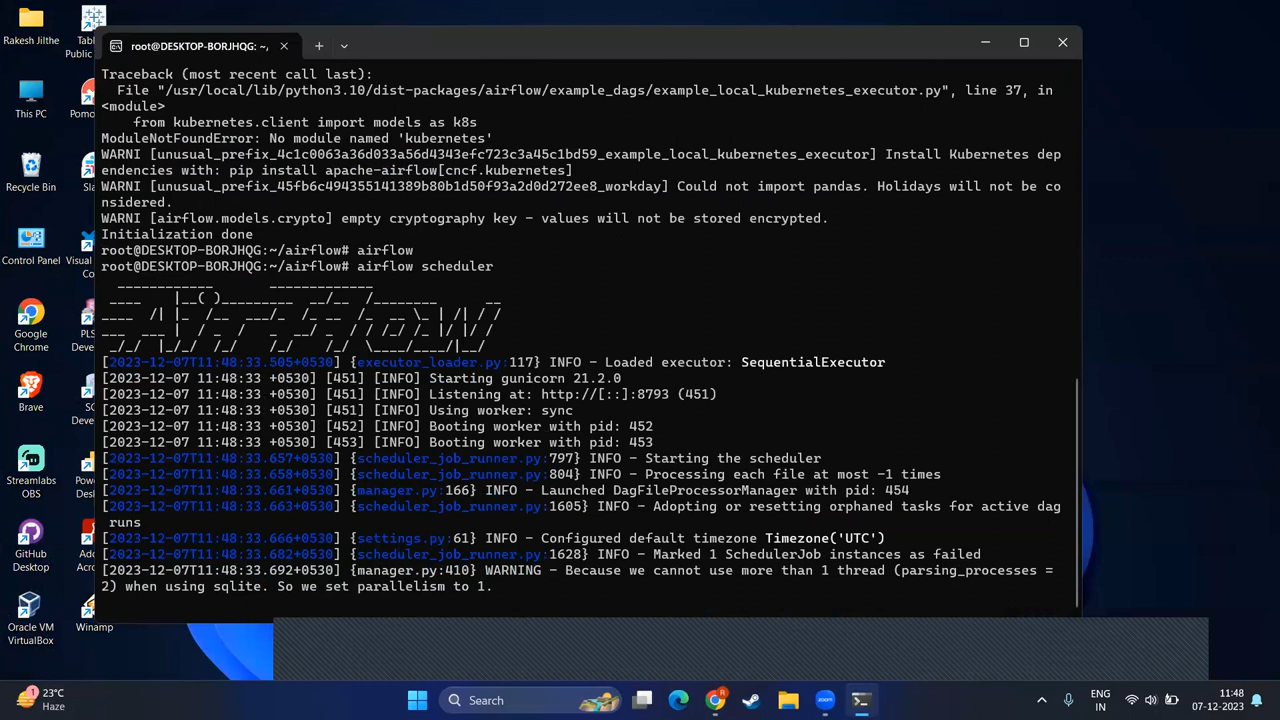 Rakesh Jilthe
Tabl
Public
root@DESKTOP-BORJHQG: ~,
Traceback (most recent call last):
File "/usr/local/lib/python3.10/dist-packages/airflow/example_dags/example_local_kubernetes_executor.py", line 37, in
<module>
from kubernetes.client import models as k8s
ModuleNotFoundError: No module named 'kubernetes'
WARNI [unusual_prefix_4c1c0063a36d033a56d4343efc723c3a45c1bd59_example_local_kubernetes_executor] Install Kubernetes dep
endencies with: pip install apache-airflow[cncf.kubernetes]
WARNI [unusual_prefix_45fb6c494355141389b80b1d50f93a2d0d272ee8_workday] Could not import pandas. Holidays will not be co
nsidered.
WARNI [airflow.models.crypto] empty cryptography key - values will not be stored encrypted.
Initialization done
root@DESKTOP-BORJHQG:~/airflow# airflow
root@DESKTOP-BORJHQG:~/airflow# airflow scheduler
[2023-12-07T11:48:33.505+0530] {executor_loader.py:117} INFO - Loaded executor: SequentialExecutor
[2023-12-07 11:48:33 +0530] [451] [INFO] Starting gunicorn 21.2.0
[2023-12-07 11:48:33 +0530] [451] [INFO] Listening at: http://[::]:8793 (451)
[2023-12-07 11:48:33 +0530] [451] [INFO] Using worker: sync
[2023-12-07 11:48:33 +0530] [452] [INFO] Booting worker with pid: 452
[2023-12-07 11:48:33 +0530] [453] [INFO] Booting worker with pid: 453
[2023-12-07T11:48:33.657+0530] {scheduler_job_runner.py:797} INFO - Starting the scheduler
[2023-12-07T11:48:33.658+0530] {scheduler_job_runner.py:804} INFO - Processing each file at most -1 times
[2023-12-07T11:48:33.661+0530] {manager.py:166} INFO - Launched DagFileProcessorManager with pid: 454
[2023-12-07T11:48:33.663+0530] {scheduler_job_runner.py:1605} INFO - Adopting or resetting orphaned tasks for active dag
runs
[2023-12-07T11:48:33.666+0530] {settings.py:61} INFO - Configured default timezone Timezone('UTC')
[2023-12-07T11:48:33.682+0530] {scheduler_job_runner.py:1628} INFO - Marked 1 SchedulerJob instances as failed
[2023-12-07T11:48:33.692+0530] {manager.py:410} WARNING - Because we cannot use more than 1 thread (parsing_processes =
2) when using sqlite. So we set parallelism to 1.
This PC
Pomo
Recycle Bin
Sla
Control Panel
Visual
Co
Google
Chrome
PLS
De
Brave
SQ
De
Streamlabs
OBS
Powe
Des
GitHub
Desktop
Ado
Acro
Oracle VM
VirtualBox
Winamp
1
23°C
Haze
Search
R
ENG
IN
11:48
07-12-2023